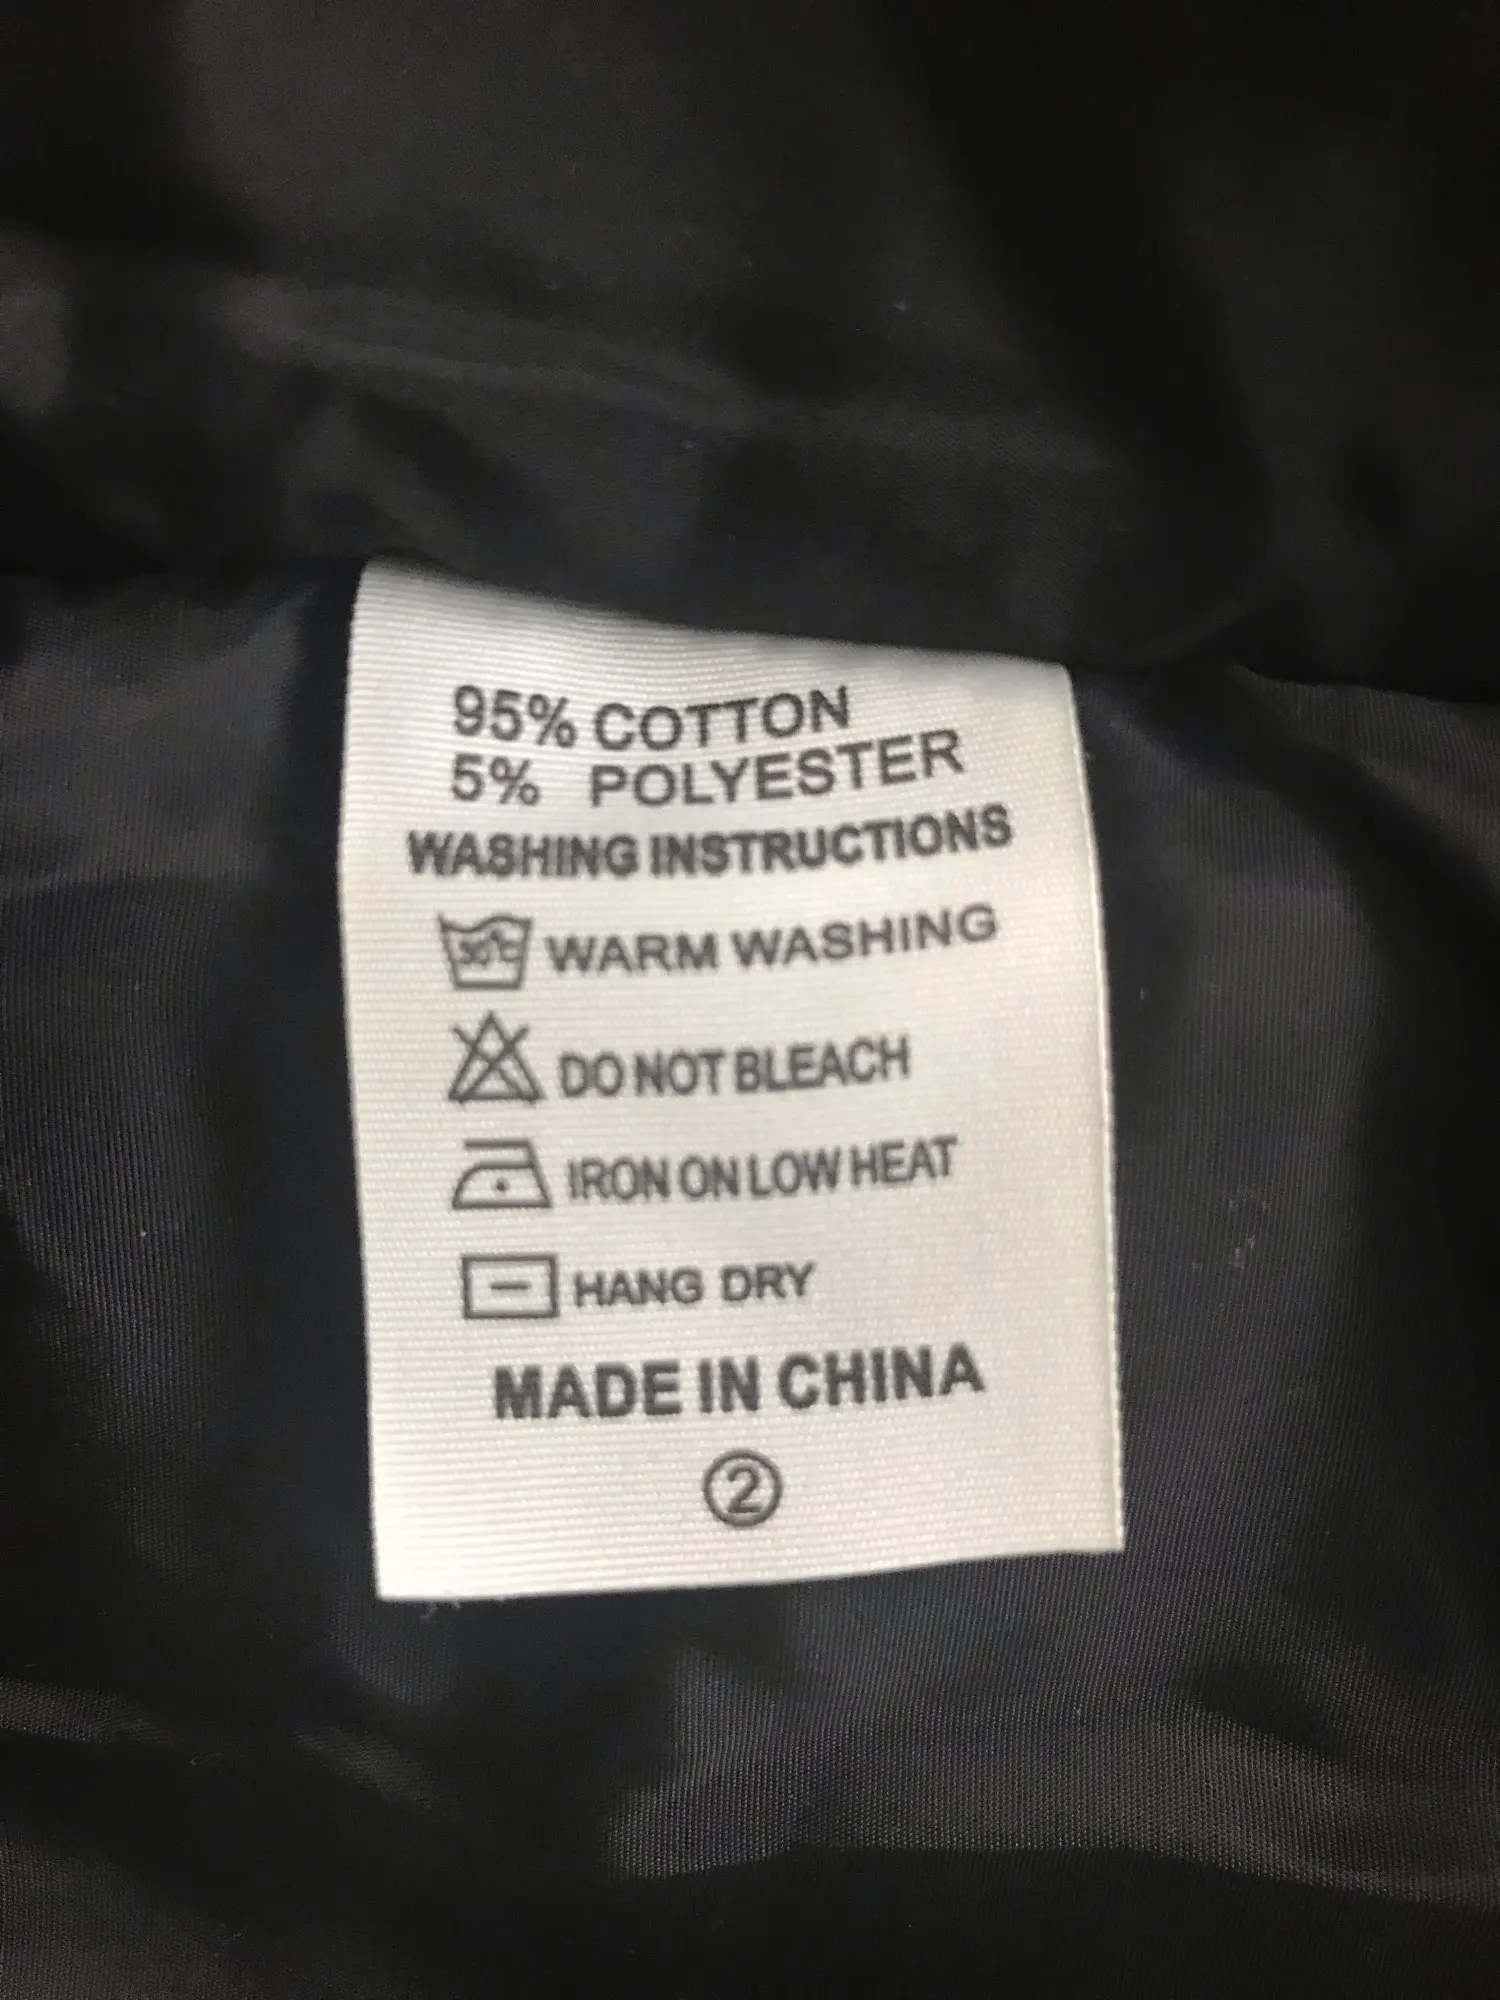 95% COTTON
5% POLYESTER
WASHING INSTRUCTIONS
30°C WARM WASHING
DO NOT BLEACH
IRON ON LOW HEAT
HANG DRY
MADE IN CHINA
②